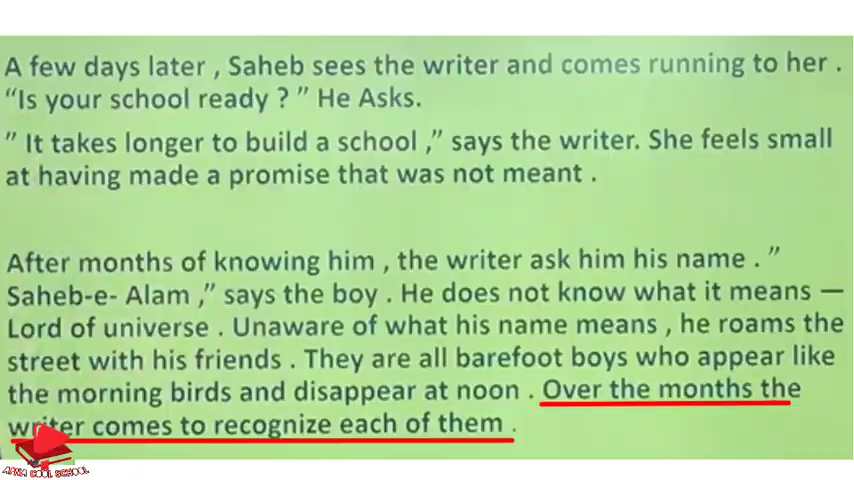 A few days later , Saheb sees the writer and comes running to her .
“Is your school ready ? ” He Asks.
” It takes longer to build a school ,” says the writer. She feels small
at having made a promise that was not meant .
After months of knowing him , the writer ask him his name . ”
Saheb-e- Alam ,” says the boy . He does not know what it means —
Lord of universe . Unaware of what his name means , he roams the
street with his friends . They are all barefoot boys who appear like
the morning birds and disappear at noon . Over the months the
writer comes to recognize each of them .
COOL SCHOOL